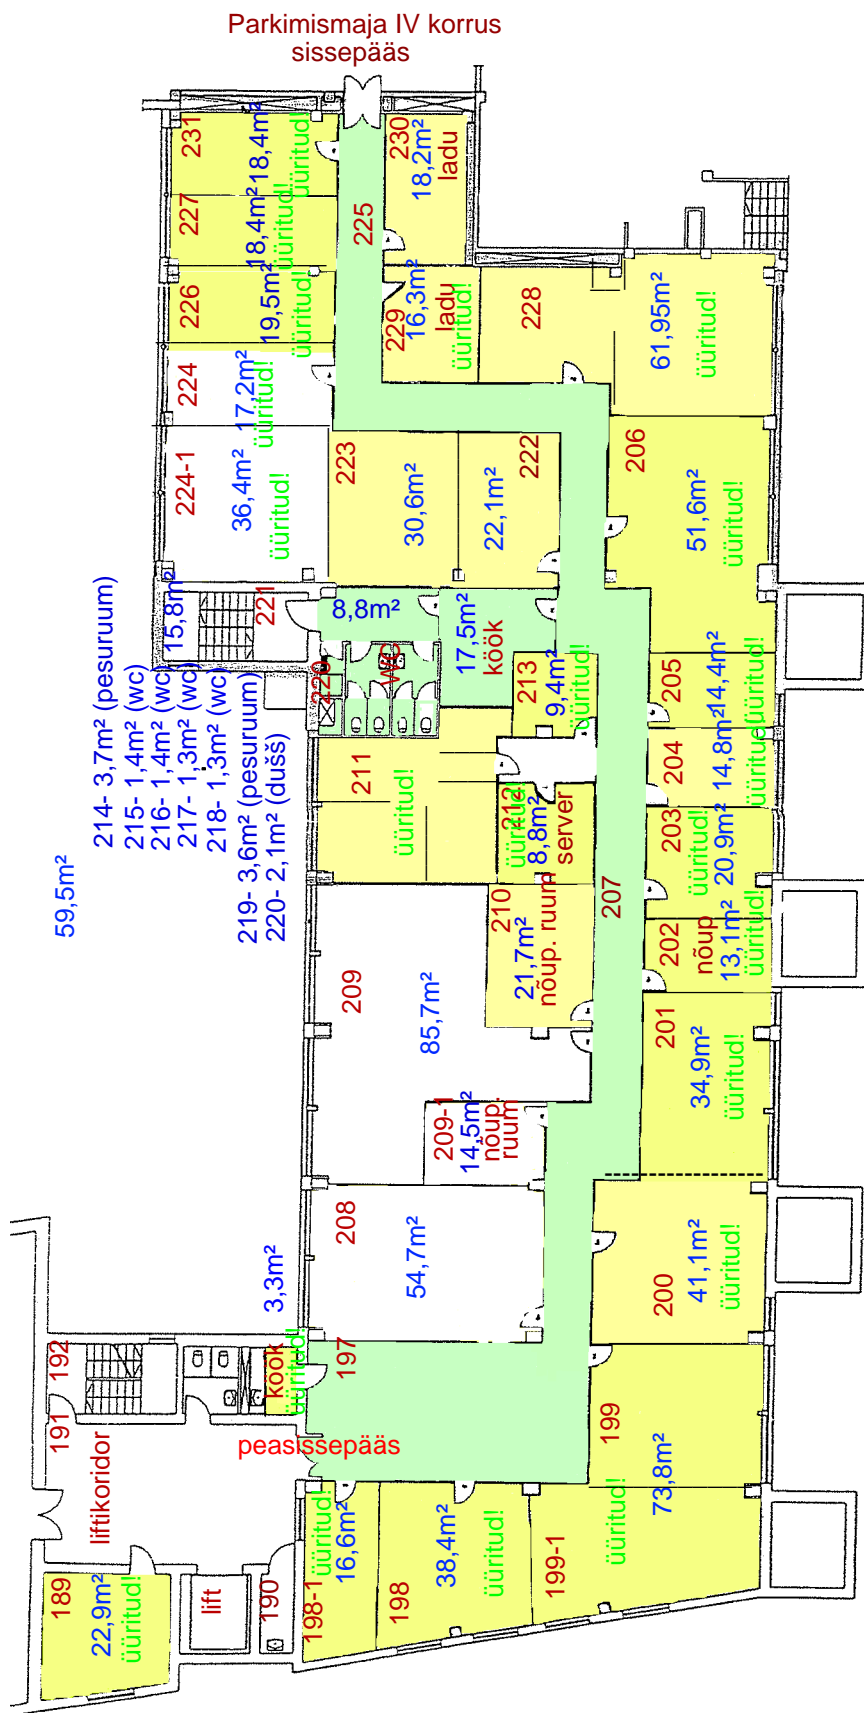 Parkimismaja IV korrus
sissepääs
231
18,4m²
üüritud!
227
18,4m²
üüritud!
226
19,5m²
üüritud!
224
17,2m²
üüritud!
224-1
36,4m²
üüritud!
225
230
18,2m²
ladu
229
16,3m²
ladu
üüritud!
228
61,95m²
üüritud!
223
30,6m²
222
22,1m²
206
51,6m²
üüritud!
221
15,8m²
8,8m²
17,5m²
köök
wc
220
213
9,4m²
üüritud!
205
14,4m²
üüritud!
204
14,8m²
üüritud!
203
20,9m²
üüritud!
202
nõup
13,1m²
üüritud!
201
34,9m²
üüritud!
214- 3,7m² (pesuruum)
215- 1,4m² (wc)
216- 1,4m² (wc)
217- 1,3m² (wc)
218- 1,3m² (wc)
219- 3,6m² (pesuruum)
220- 2,1m² (dušš)
59,5m²
211
üüritud!
212
8,8m²
server
üüritud!
207
210
21,7m²
nõup. ruum
209
85,7m²
209-1
14,5m²
nõup.
ruum
208
54,7m²
200
41,1m²
üüritud!
3,3m²
köök
üüritud!
197
192
191
liftikoridor
peasissepääs
199
73,8m²
üüritud!
199-1
198
38,4m²
üüritud!
198-1
16,6m²
üüritud!
190
lift
189
22,9m²
üüritud!